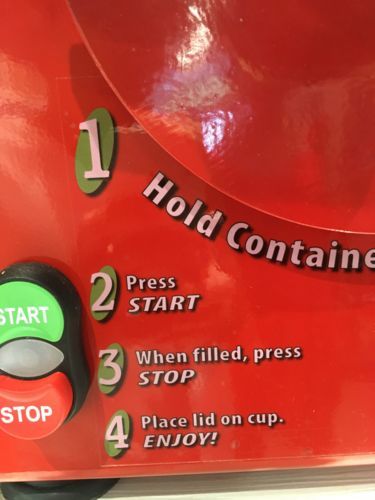 1
Hold Containe
2 Press
START
3 When filled, press
STOP
4 Place lid on cup.
ENJOY!
START
STOP